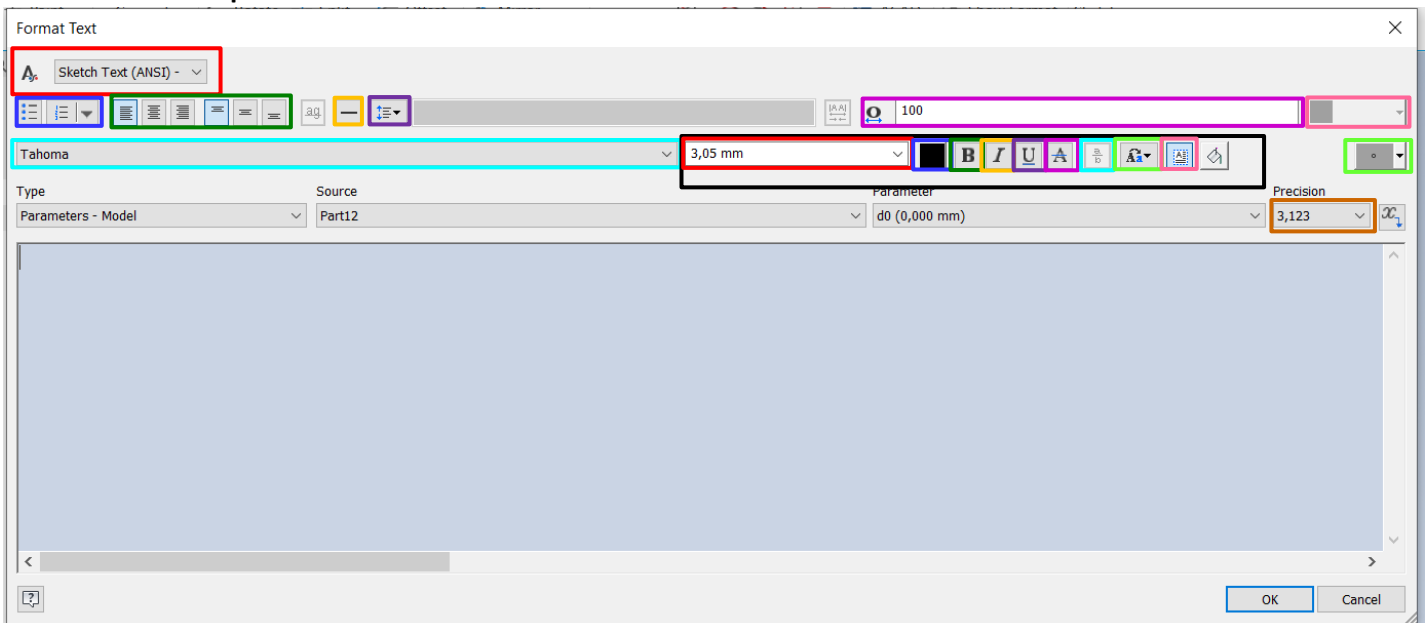 Format Text
Sketch Text (ANSI) -
ag
100
Tahoma
3,05 mm
B I U A
Type Source Parameter Precision
Parameters - Model Part12 d0 (0,000 mm) 3,123
OK Cancel